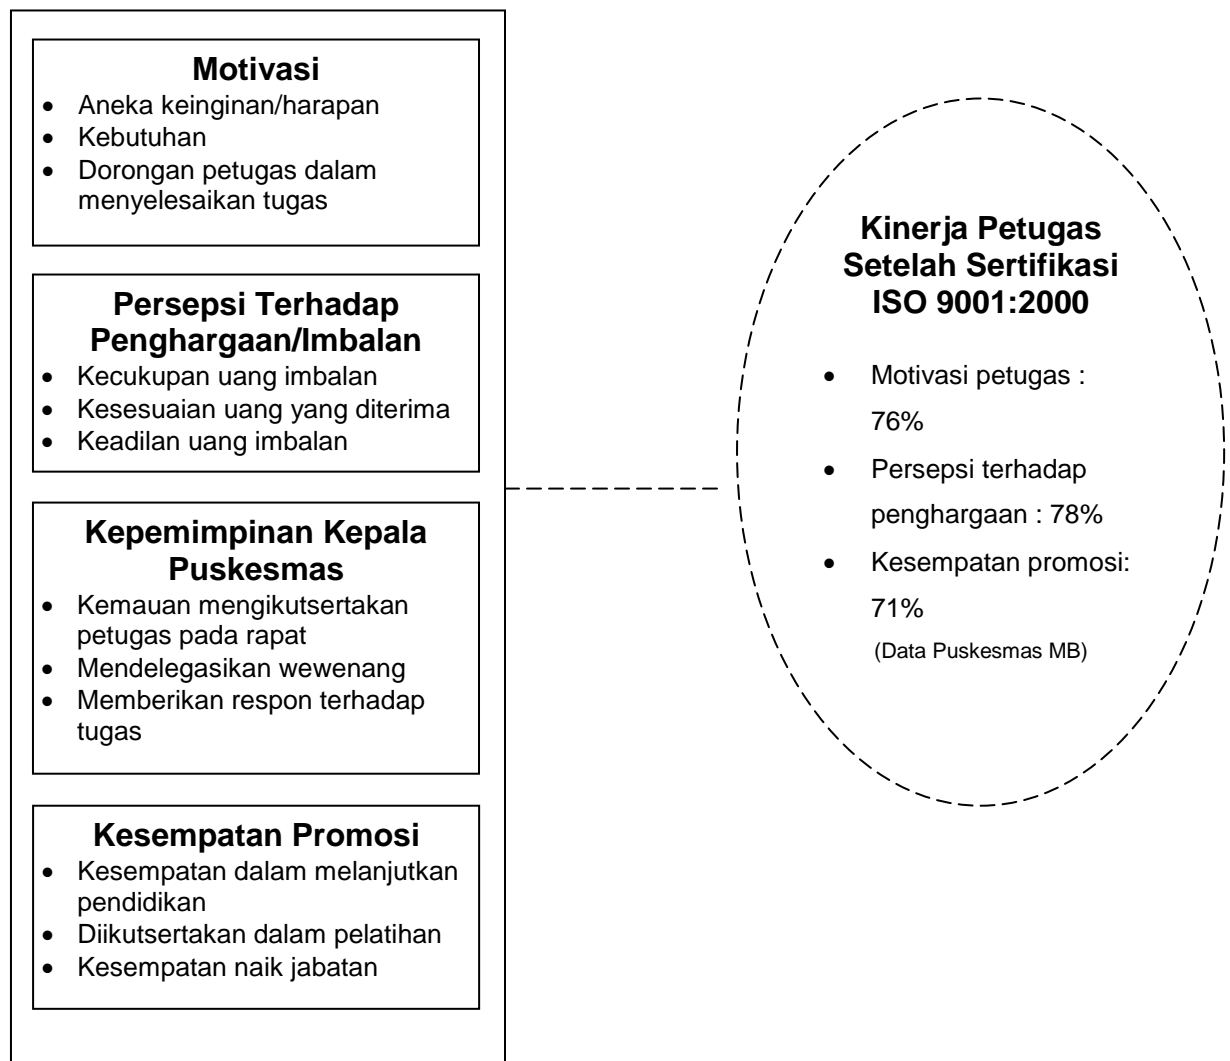 Motivasi
• Aneka keinginan/harapan
• Kebutuhan
• Dorongan petugas dalam
menyelesaikan tugas
Persepsi Terhadap
Penghargaan/Imbalan
• Kecukupan uang imbalan
• Kesesuaian uang yang diterima
• Keadilan uang imbalan
Kepemimpinan Kepala
Puskesmas
• Kemauan mengikutsertakan
petugas pada rapat
• Mendelegasikan wewenang
• Memberikan respon terhadap
tugas
Kesempatan Promosi
• Kesempatan dalam melanjutkan
pendidikan
• Diikutsertakan dalam pelatihan
• Kesempatan naik jabatan
Kinerja Petugas
Setelah Sertifikasi
ISO 9001:2000
• Motivasi petugas :
76%
• Persepsi terhadap
penghargaan : 78%
• Kesempatan promosi:
71%
(Data Puskesmas MB)